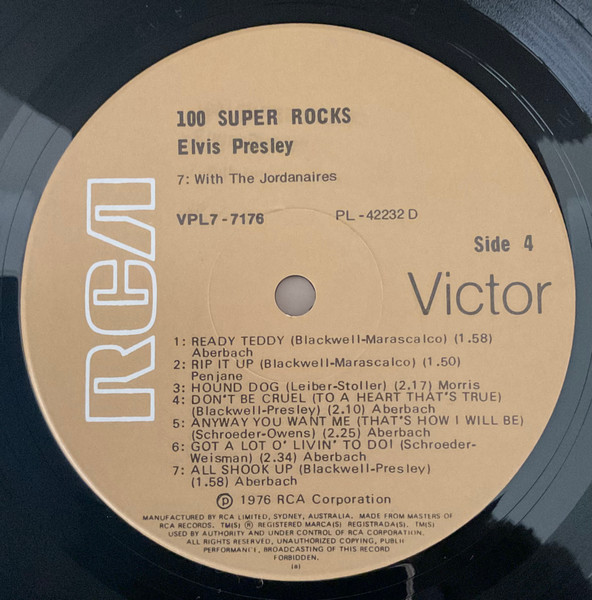 100 SUPER ROCKS
Elvis Presley
7: With The Jordanaires
VPL7-7176 PL-42232 D
Side 4
RCA
Victor
1: READY TEDDY (Blackwell-Marascalco) (1.58)
Aberbach
2: RIP IT UP (Blackwell-Marascalco) (1.50)
Penjane
3: HOUND DOG (Leiber-Stoller) (2.17) Morris
4: DON'T BE CRUEL (TO A HEART THAT'S TRUE)
(Blackwell-Presley) (2.10) Aberbach
5: ANYWAY YOU WANT ME (THAT'S HOW I WILL BE)
(Schroeder-Owens) (2.25) Aberbach
6: GOT A LOT O' LIVIN' TO DO! (Schroeder-
Weisman) (2.34) Aberbach
7: ALL SHOOK UP (Blackwell-Presley)
(1.58) Aberbach
Ⓟ 1976 RCA Corporation
MANUFACTURED BY RCA LIMITED, SYDNEY, AUSTRALIA. MADE FROM MASTERS OF
RCA RECORDS. TM(S) ® REGISTERED MARCA(S) REGISTRADA(S). TM(S)
USED BY AUTHORITY AND UNDER CONTROL OF RCA CORPORATION.
ALL RIGHTS RESERVED, UNAUTHORIZED COPYING, PUBLI
PERFORMANC, BROADCASTING OF THIS RECORD
FORBIDDEN.